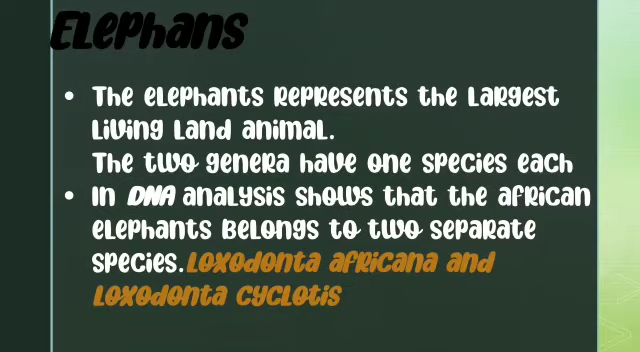 Elephans
• The elephants represents the largest
living land animal.
The two genera have one species each
• In DNA analysis shows that the african
elephants belongs to two separate
species. Loxodonta africana and
Loxodonta cyclotis